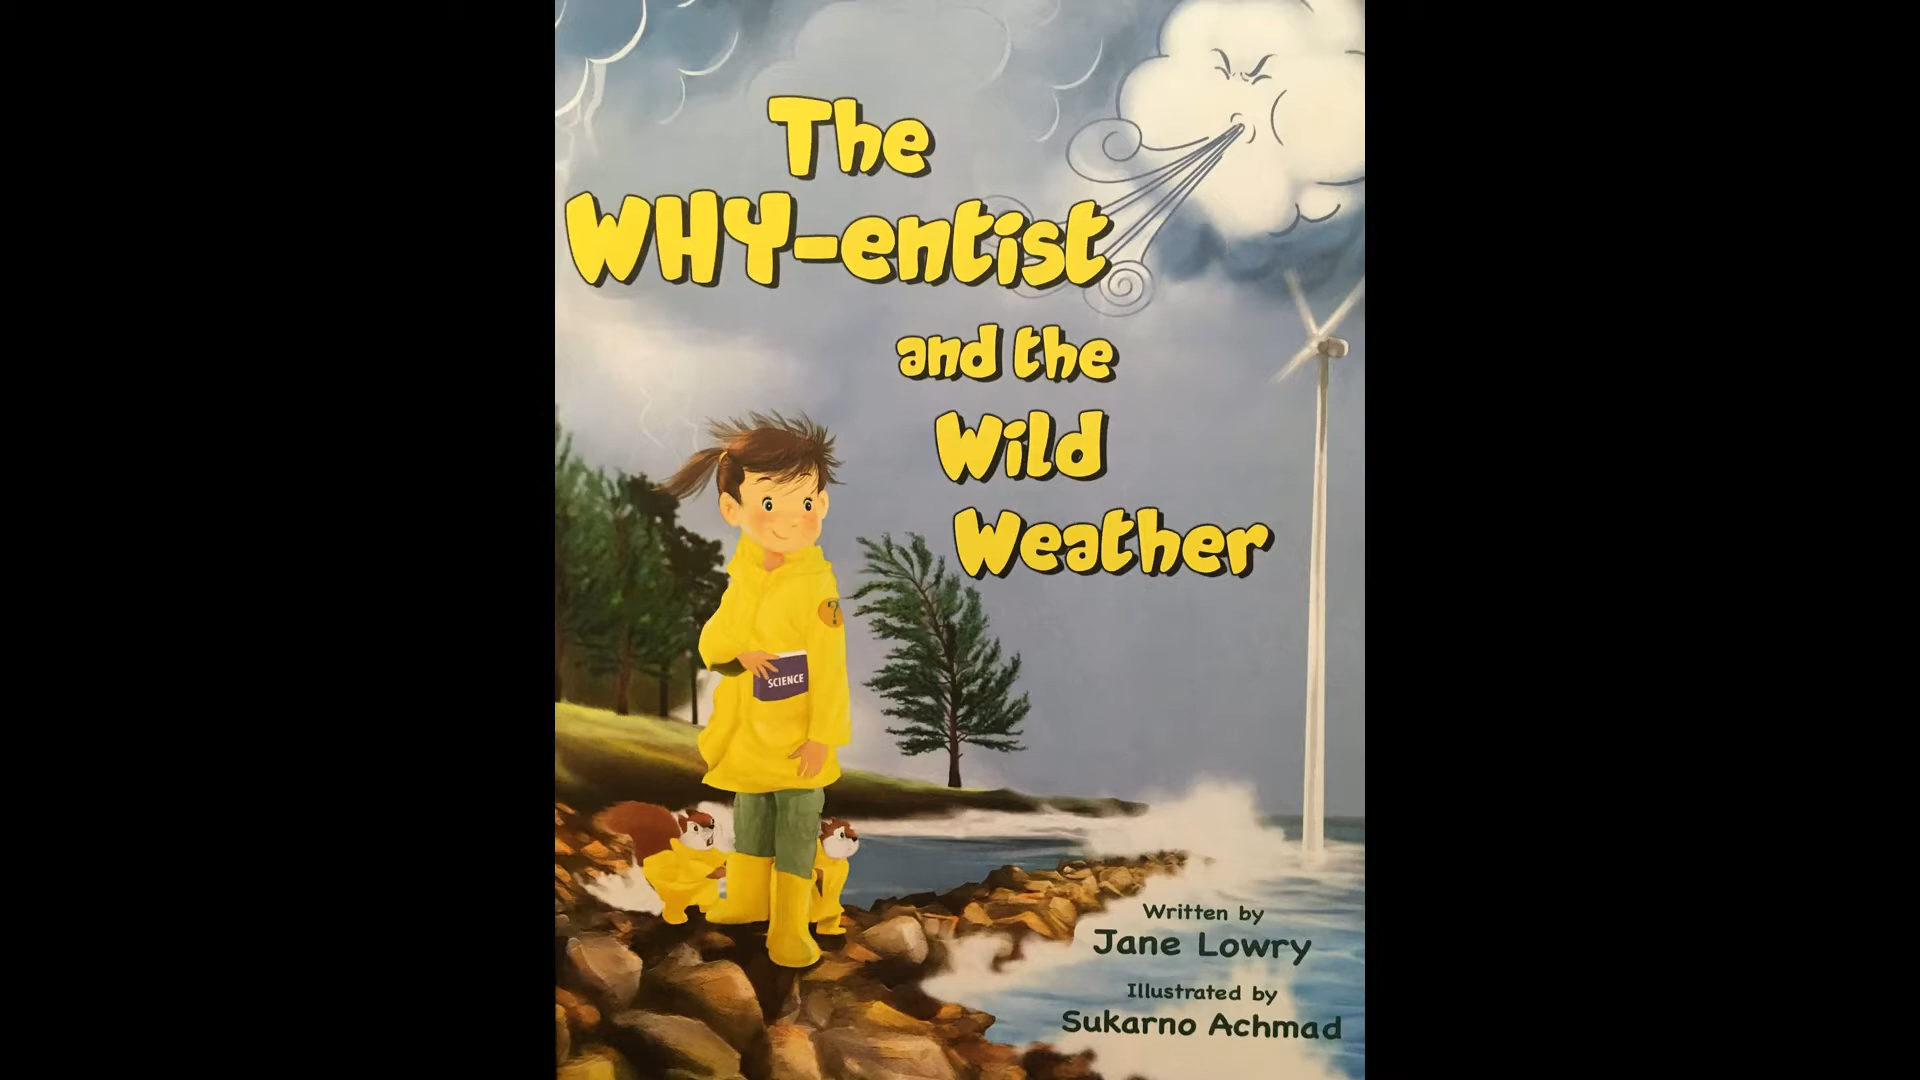 The
WHY-entist
and the
Wild
Weather
?
SCIENCE
Written by
Jane Lowry
Illustrated by
Sukarno Achmad